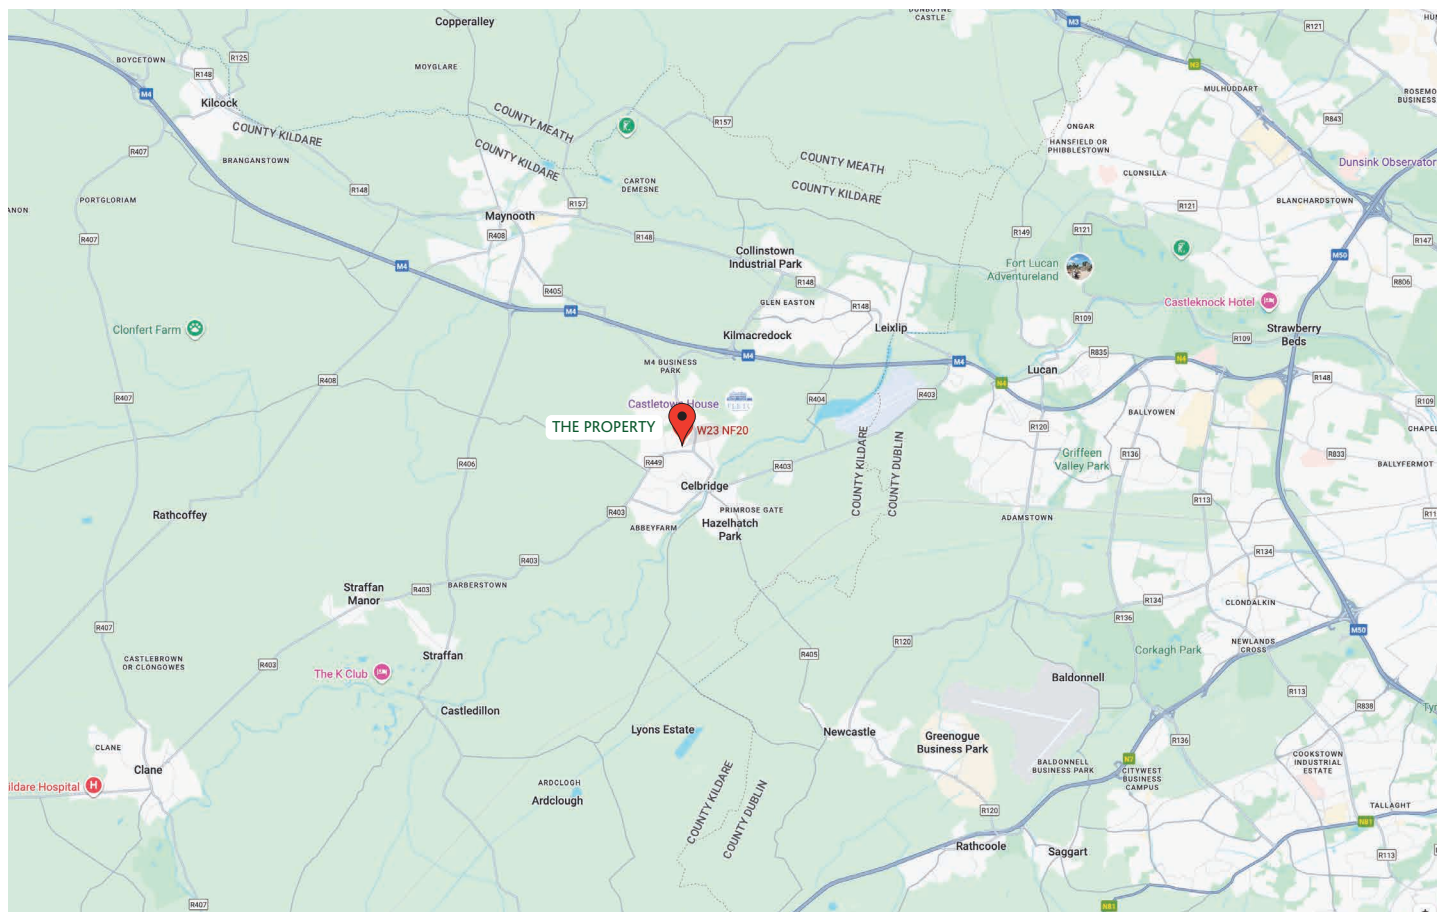 Copperalley
DUNBOYNE
CASTLE
M3
R121
BOYCETOWN
R125
R148
MOYGLARE
N3
MULHUDDART
M4
Kilcock
COUNTY KILDARE
COUNTY MEATH
COUNTY KILDARE
R157
ROSEMO
BUSINESS
R843
ONGAR
HANSFIELD OR
PHIBBLESTOWN
R407
BRANGANSTOWN
COUNTY MEATH
COUNTY KILDARE
Dunsink Observator
CLONSILLA
R148
CARTON
DEMESNE
PORTGLORIAM
BLANCHARDSTOWN
ANON
R157
R121
Maynooth
R408
R148
R149
R121
R407
R147
Collinstown
Industrial Park
M50
Fort Lucan
Adventureland
M4
R148
R806
R405
GLEN EASTON
R148
Castleknock Hotel
M4
R109
Clonfert Farm
Kilmacredock
Leixlip
Strawberry
Beds
R109
M4
R835
M4
N4
M4 BUSINESS
PARK
Lucan
R148
R408
N4
R407
R403
R404
Castletown House
R109
BALLYOWEN
THE PROPERTY
W23 NF20
R120
CHAPEL
R449
R406
R403
Griffeen
Valley Park
R136
R833
BALLYFERMOT
COUNTY KILDARE
COUNTY DUBLIN
Celbridge
R113
Rathcoffey
R403
PRIMROSE GATE
ABBEYFARM
Hazelhatch
Park
ADAMSTOWN
R11
R134
R403
Straffan
Manor
R403
BARBERSTOWN
R134
CLONDALKIN
R136
R407
M50
R120
NEWLANDS
CROSS
Straffan
R405
Corkagh Park
CASTLEBROWN
OR CLONGOWES
R403
The K Club
Baldonnell
R113
R838
Castledillon
Lyons Estate
Newcastle
Greenogue
Business Park
R136
CLANE
Clane
N7
BALDONNELL
BUSINESS PARK
CITYWEST
BUSINESS
CAMPUS
COOKSTOWN
INDUSTRIAL
ESTATE
ildare Hospital
H
ARDCLOGH
Ardclough
COUNTY KILDARE
COUNTY DUBLIN
R120
TALLAGHT
N81
Rathcoole
Saggart
R113
R407
N81